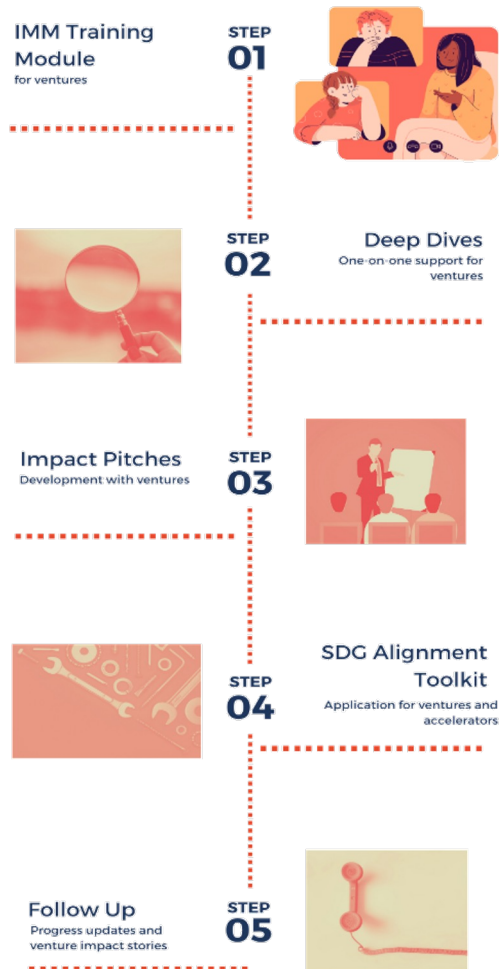 IMM Training
Module
for ventures
STEP
01
STEP
02
Deep Dives
One-on-one support for
ventures
Impact Pitches
Development with ventures
STEP
03
STEP
04
SDG Alignment
Toolkit
Application for ventures and
accelerators
Follow Up
Progress updates and
venture impact stories
STEP
05